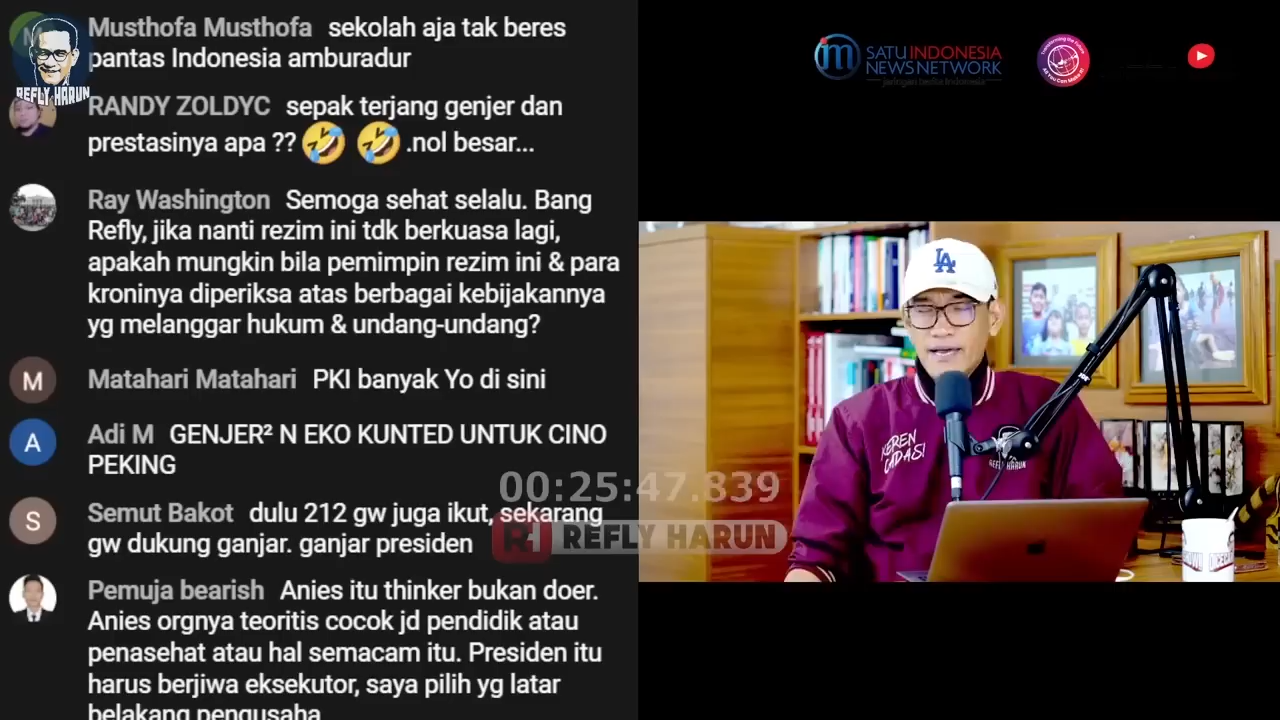 Musthofa Musthofa sekolah aja tak beres
pantas Indonesia amburadur
REFLY HARUN
RANDY ZOLDYC sepak terjang genjer dan
prestasinya apa ?? 🤣 🤣 .nol besar...
Ray Washington Semoga sehat selalu. Bang
Refly, jika nanti rezim ini tdk berkuasa lagi,
apakah mungkin bila pemimpin rezim ini & para
kroninya diperiksa atas berbagai kebijakannya
yg melanggar hukum & undang-undang?
M
Matahari Matahari PKI banyak Yo di sini
A
Adi M GENJER² N EKO KUNTED UNTUK CINO
PEKING
S
Semut Bakot dulu 212 gw juga ikut, sekarang
gw dukung ganjar. ganjar presiden
Pemuja bearish Anies itu thinker bukan doer.
Anies orgnya teoritis cocok jd pendidik atau
penasehat atau hal semacam itu. Presiden itu
harus berjiwa eksekutor, saya pilih yg latar
belakang pengusaha
00:25:47.839
RH REFLY HARUN
SATU INDONESIA
NEWS NETWORK
jaringan berita Indonesia
LA
KEREN
CADAS!
REFLY HARUN